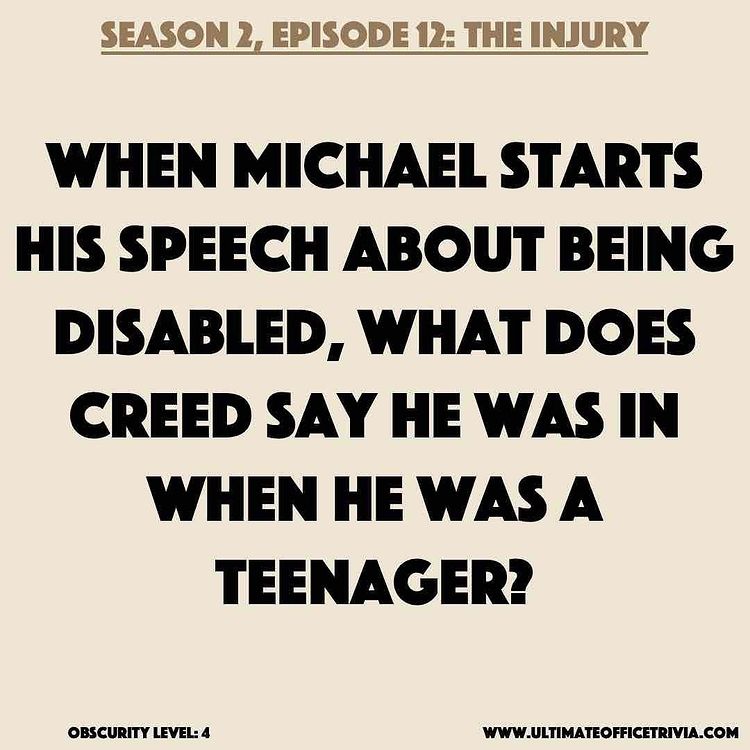 SEASON 2, EPISODE 12: THE INJURY
WHEN MICHAEL STARTS
HIS SPEECH ABOUT BEING
DISABLED, WHAT DOES
CREED SAY HE WAS IN
WHEN HE WAS A
TEENAGER?
OBSCURITY LEVEL: 4
WWW.ULTIMATEOFFICETRIVIA.COM